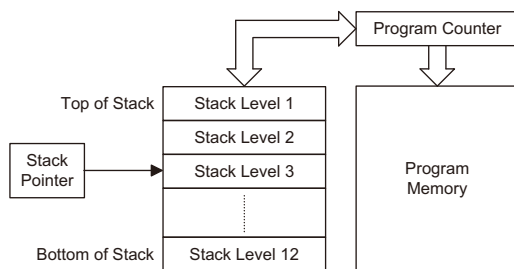 Program Counter
Top of Stack
Stack Level 1
Stack Level 2
Stack
Pointer
Stack Level 3
Program
Memory
Bottom of Stack
Stack Level 12